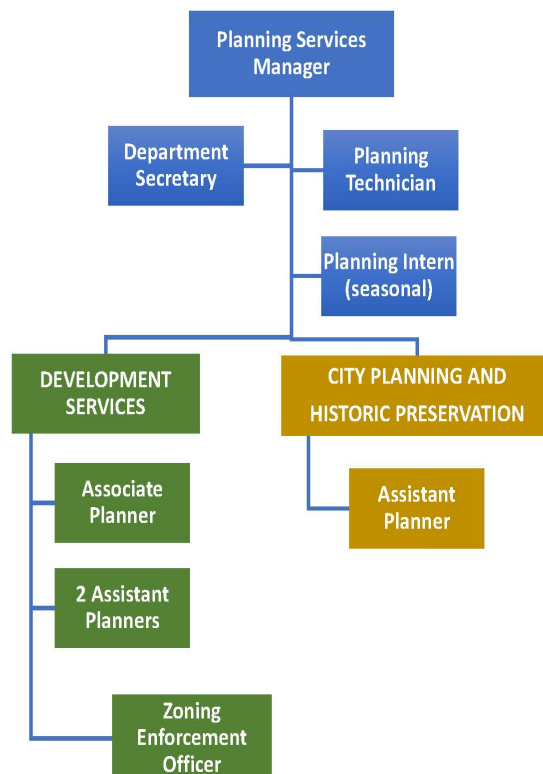 Planning Services
Manager
Department
Secretary
Planning
Technician
Planning Intern
(seasonal)
DEVELOPMENT
SERVICES
CITY PLANNING AND
HISTORIC PRESERVATION
Associate
Planner
Assistant
Planner
2 Assistant
Planners
Zoning
Enforcement
Officer